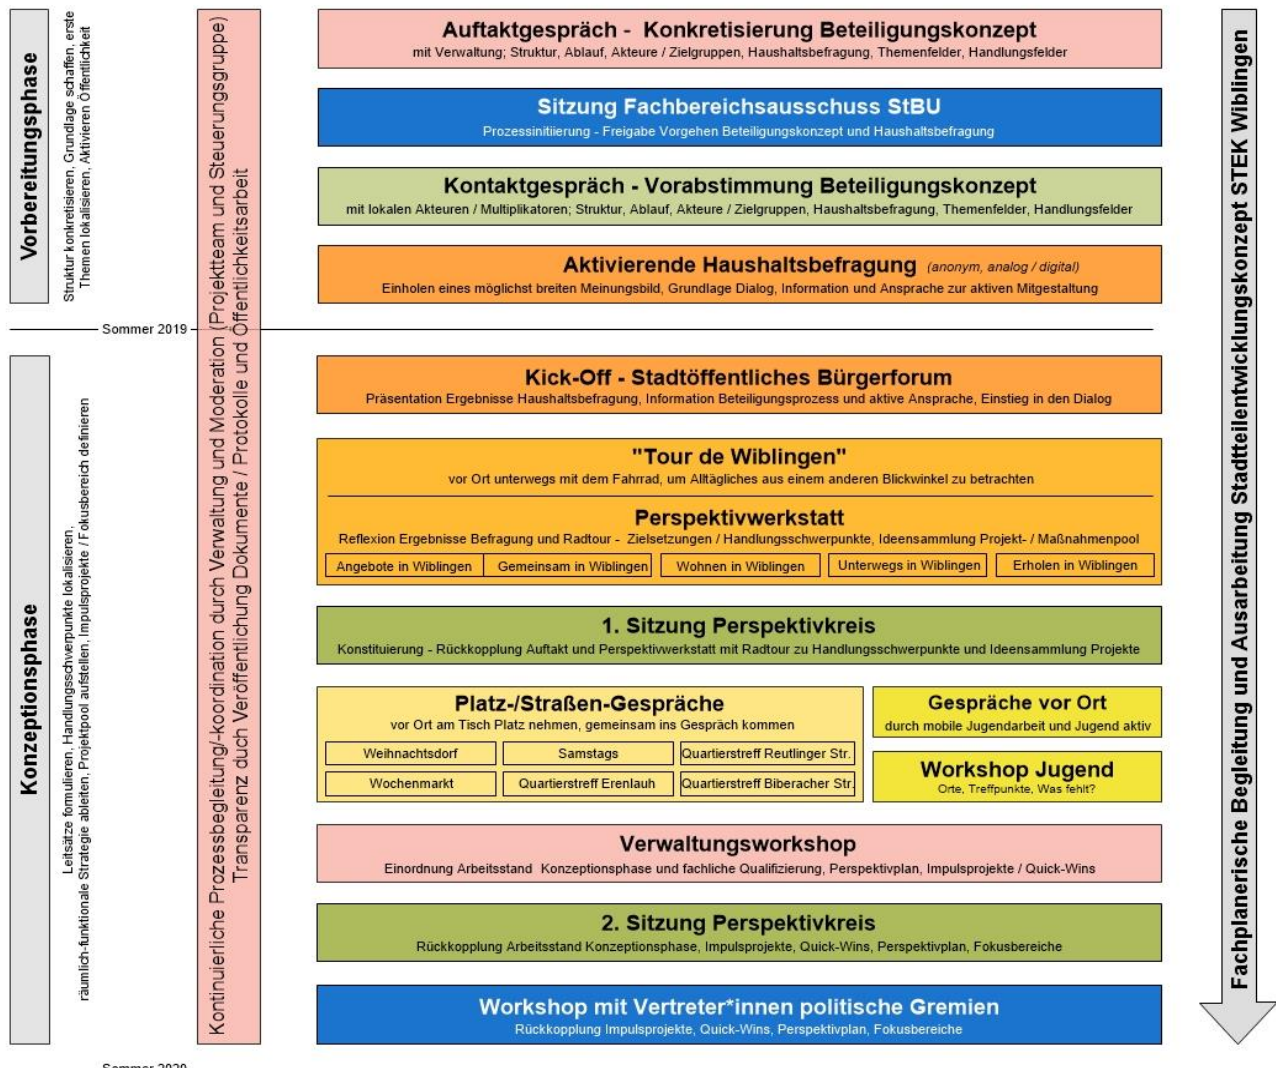 Vorbereitungsphase
Struktur konkretisieren, Grundlage schaffen, erste
Themen lokalisieren, Aktivieren Öffentlichkeit
Auftaktgespräch - Konkretisierung Beteiligungskonzept
mit Verwaltung; Struktur, Ablauf, Akteure / Zielgruppen, Haushaltsbefragung, Themenfelder, Handlungsfelder
Sitzung Fachbereichsausschuss StBU
Prozessinitiierung - Freigabe Vorgehen Beteiligungskonzept und Haushaltsbefragung
Kontaktgespräch - Vorabstimmung Beteiligungskonzept
mit lokalen Akteuren / Multiplikatoren; Struktur, Ablauf, Akteure / Zielgruppen, Haushaltsbefragung, Themenfelder, Handlungsfelder
Aktivierende Haushaltsbefragung (anonym, analog / digital)
Einholen eines möglichst breiten Meinungsbild, Grundlage Dialog, Information und Ansprache zur aktiven Mitgestaltung
Sommer 2019
Kontinuierliche Prozessbegleitung/-koordination durch Verwaltung und Moderation (Projektteam und Steuerungsgruppe)
Transparenz duch Veröffentlichung Dokumente / Protokolle und Öffentlichkeitsarbeit
Konzeptionsphase
Leitsätze fomulieren, Handlungsschwerpunkte lokalisieren,
räumlich-funktionale Strategie ableiten, Projektpool aufstellen, Impulsprojekte / Fokusbereich definieren
Kick-Off - Stadtöffentliches Bürgerforum
Präsentation Ergebnisse Haushaltsbefragung, Information Beteiligungsprozess und aktive Ansprache, Einstieg in den Dialog
"Tour de Wiblingen"
vor Ort unterwegs mit dem Fahrrad, um Alltägliches aus einem anderen Blickwinkel zu betrachten
Perspektivwerkstatt
Reflexion Ergebnisse Befragung und Radtour - Zielsetzungen / Handlungsschwerpunkte, Ideensammlung Projekt- / Maßnahmenpool
Angebote in Wiblingen
Gemeinsam in Wiblingen
Wohnen in Wiblingen
Unterwegs in Wiblingen
Erholen in Wiblingen
1. Sitzung Perspektivkreis
Konstituierung - Rückkopplung Auftakt und Perspektivwerkstatt mit Radtour zu Handlungsschwerpunkte und Ideensammlung Projekte
Platz-/Straßen-Gespräche
vor Ort am Tisch Platz nehmen, gemeinsam ins Gespräch kommen
Weihnachtsdorf
Samstags
Quartierstreff Reutlinger Str.
Wochenmarkt
Quartierstreff Erenlauh
Quartierstreff Biberacher Str.
Gespräche vor Ort
durch mobile Jugendarbeit und Jugend aktiv
Workshop Jugend
Orte, Treffpunkte, Was fehlt?
Verwaltungsworkshop
Einordnung Arbeitsstand Konzeptionsphase und fachliche Qualifizierung, Perspektivplan, Impulsprojekte / Quick-Wins
2. Sitzung Perspektivkreis
Rückkopplung Arbeitsstand Konzeptionsphase, Impulsprojekte, Quick-Wins, Perspektivplan, Fokusbereiche
Workshop mit Vertreter*innen politische Gremien
Rückkopplung Impulsprojekte, Quick-Wins, Perspektivplan, Fokusbereiche
Fachplanerische Begleitung und Ausarbeitung Stadtteilentwicklungskonzept STEK Wiblingen
Sommer 2020